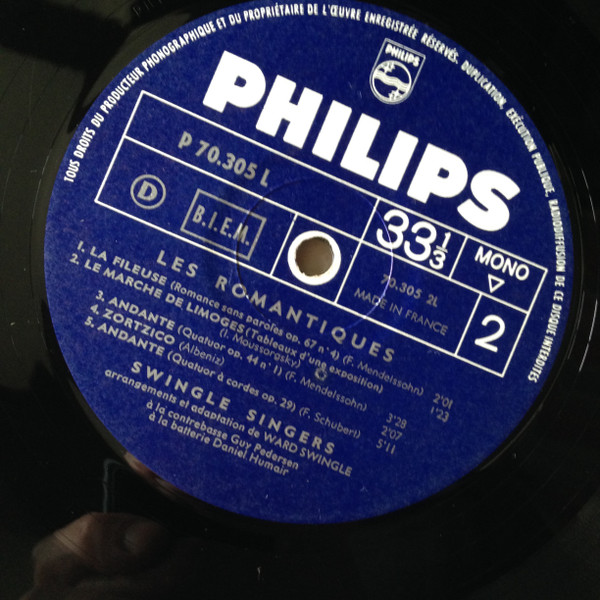 TOUS DROITS DU PRODUCTEUR PHONOGRAPHIQUE ET DU PROPRIÉTAIRE DE L'ŒUVRE ENREGISTRÉE RÉSERVÉS. DUPLICATION, EXÉCUTION PUBLIQUE, RADIODIFFUSION DE CE DISQUE INTERDITES
PHILIPS
PHILIPS
P 70.305 L
D
B.I.E.M.
33 1/3
MONO
70.305 2L
MADE IN FRANCE
2
LES ROMANTIQUES
1. LA FILEUSE (Romance sans paroles op. 67 n° 4) (F. Mendelssohn) 2'01
2. LE MARCHE DE LIMOGES (Tableaux d'une exposition) 1'23
(I. Moussorgsky)
3. ANDANTE (Quatuor op. 44 n° 1) (F. Mendelssohn) 3'28
4. ZORTZICO (Albeniz) 2'07
5. ANDANTE (Quatuor à cordes op. 29) (F. Schubert) 5'11
SWINGLE SINGERS
arrangements et adaptation de WARD SWINGLE
à la contrebasse Guy Pedersen
à la batterie Daniel Humair